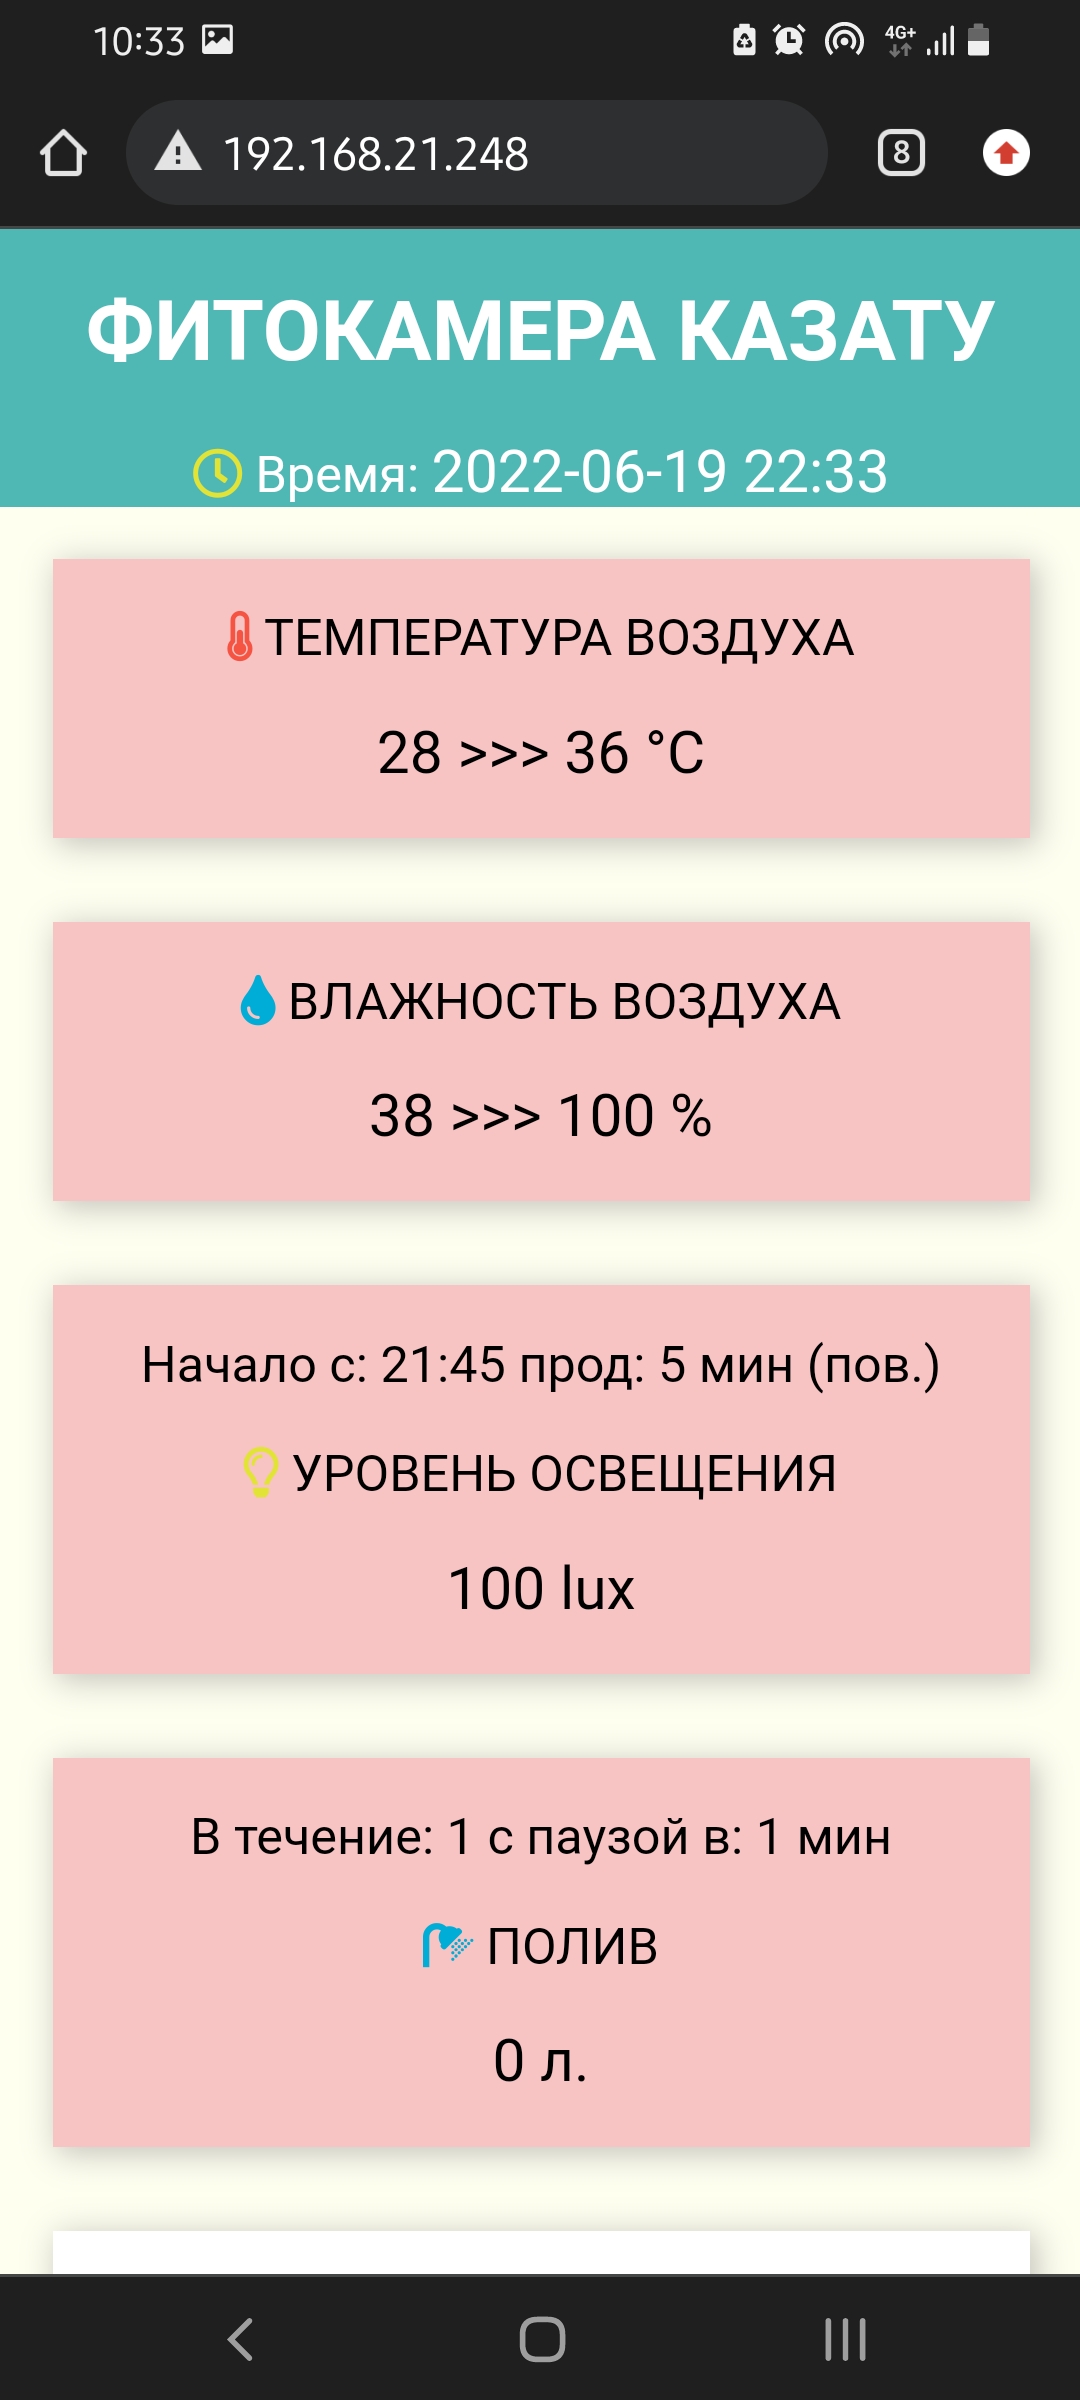 10:33
4G+
192.168.21.248
8
ФИТОКАМЕРА КАЗАТУ
Время: 2022-06-19 22:33
ТЕМПЕРАТУРА ВОЗДУХА
28 >>> 36 °C
ВЛАЖНОСТЬ ВОЗДУХА
38 >>> 100 %
Начало с: 21:45 прод: 5 мин (пов.)
УРОВЕНЬ ОСВЕЩЕНИЯ
100 lux
В течение: 1 с паузой в: 1 мин
ПОЛИВ
0 л.